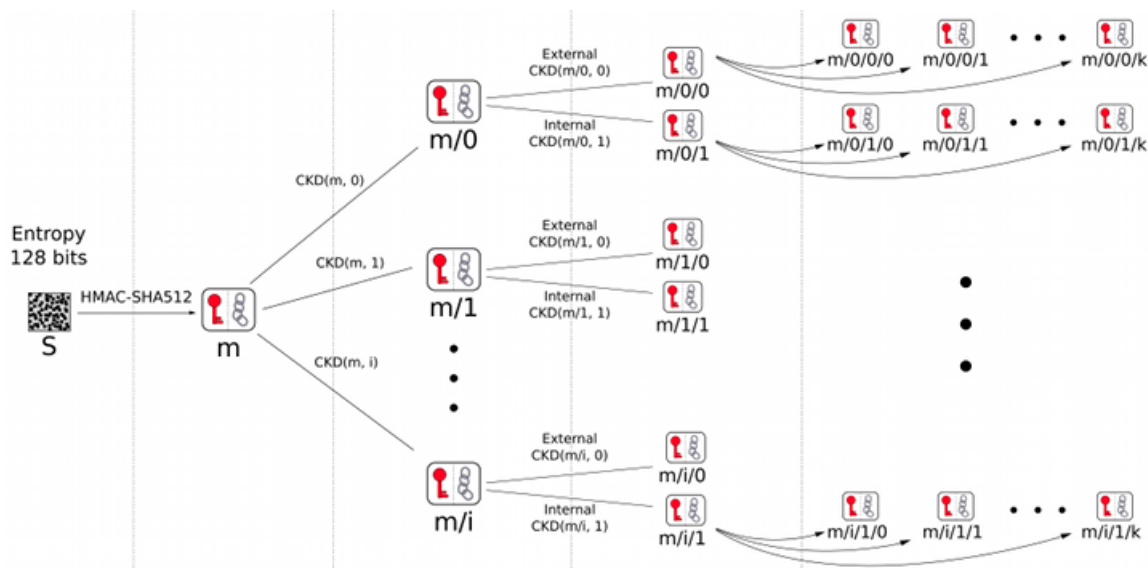 Entropy
128 bits
S
HMAC-SHA512
m
CKD(m, 0)
CKD(m, 1)
CKD(m, i)
m/0
m/1
m/i
External
CKD(m/0, 0)
Internal
CKD(m/0, 1)
External
CKD(m/1, 0)
Internal
CKD(m/1, 1)
External
CKD(m/i, 0)
Internal
CKD(m/i, 1)
m/0/0
m/0/1
m/1/0
m/1/1
m/i/0
m/i/1
m/0/0/0 m/0/0/1 m/0/0/k
m/0/1/0 m/0/1/1 m/0/1/k
m/i/1/0 m/i/1/1 m/i/1/k